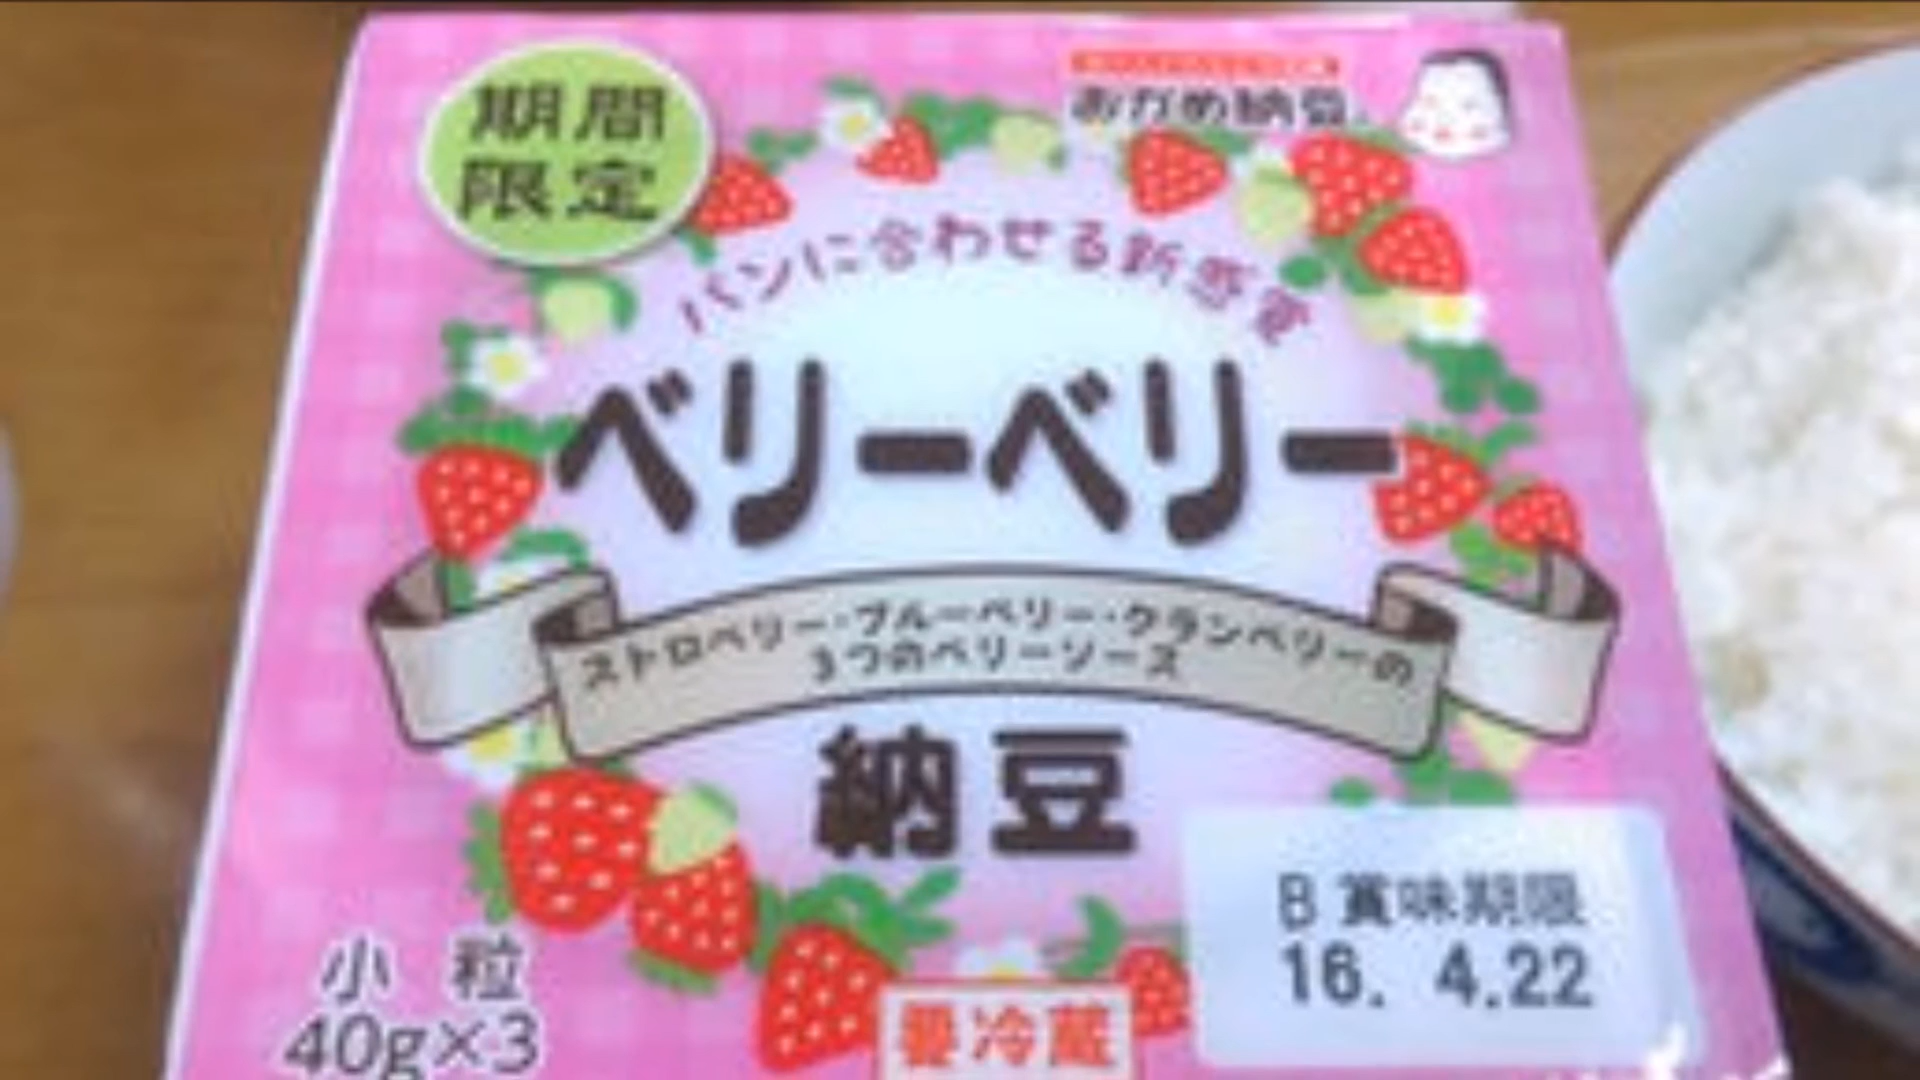 期間
限定
おかめ納豆
パンに合わせる新感覚
ベリーベリー
ストロベリー・ブルーベリー・クランベリーの
3つのベリーソース
納豆
B 賞味期限
16. 4.22
小粒
40g×3
要冷蔵